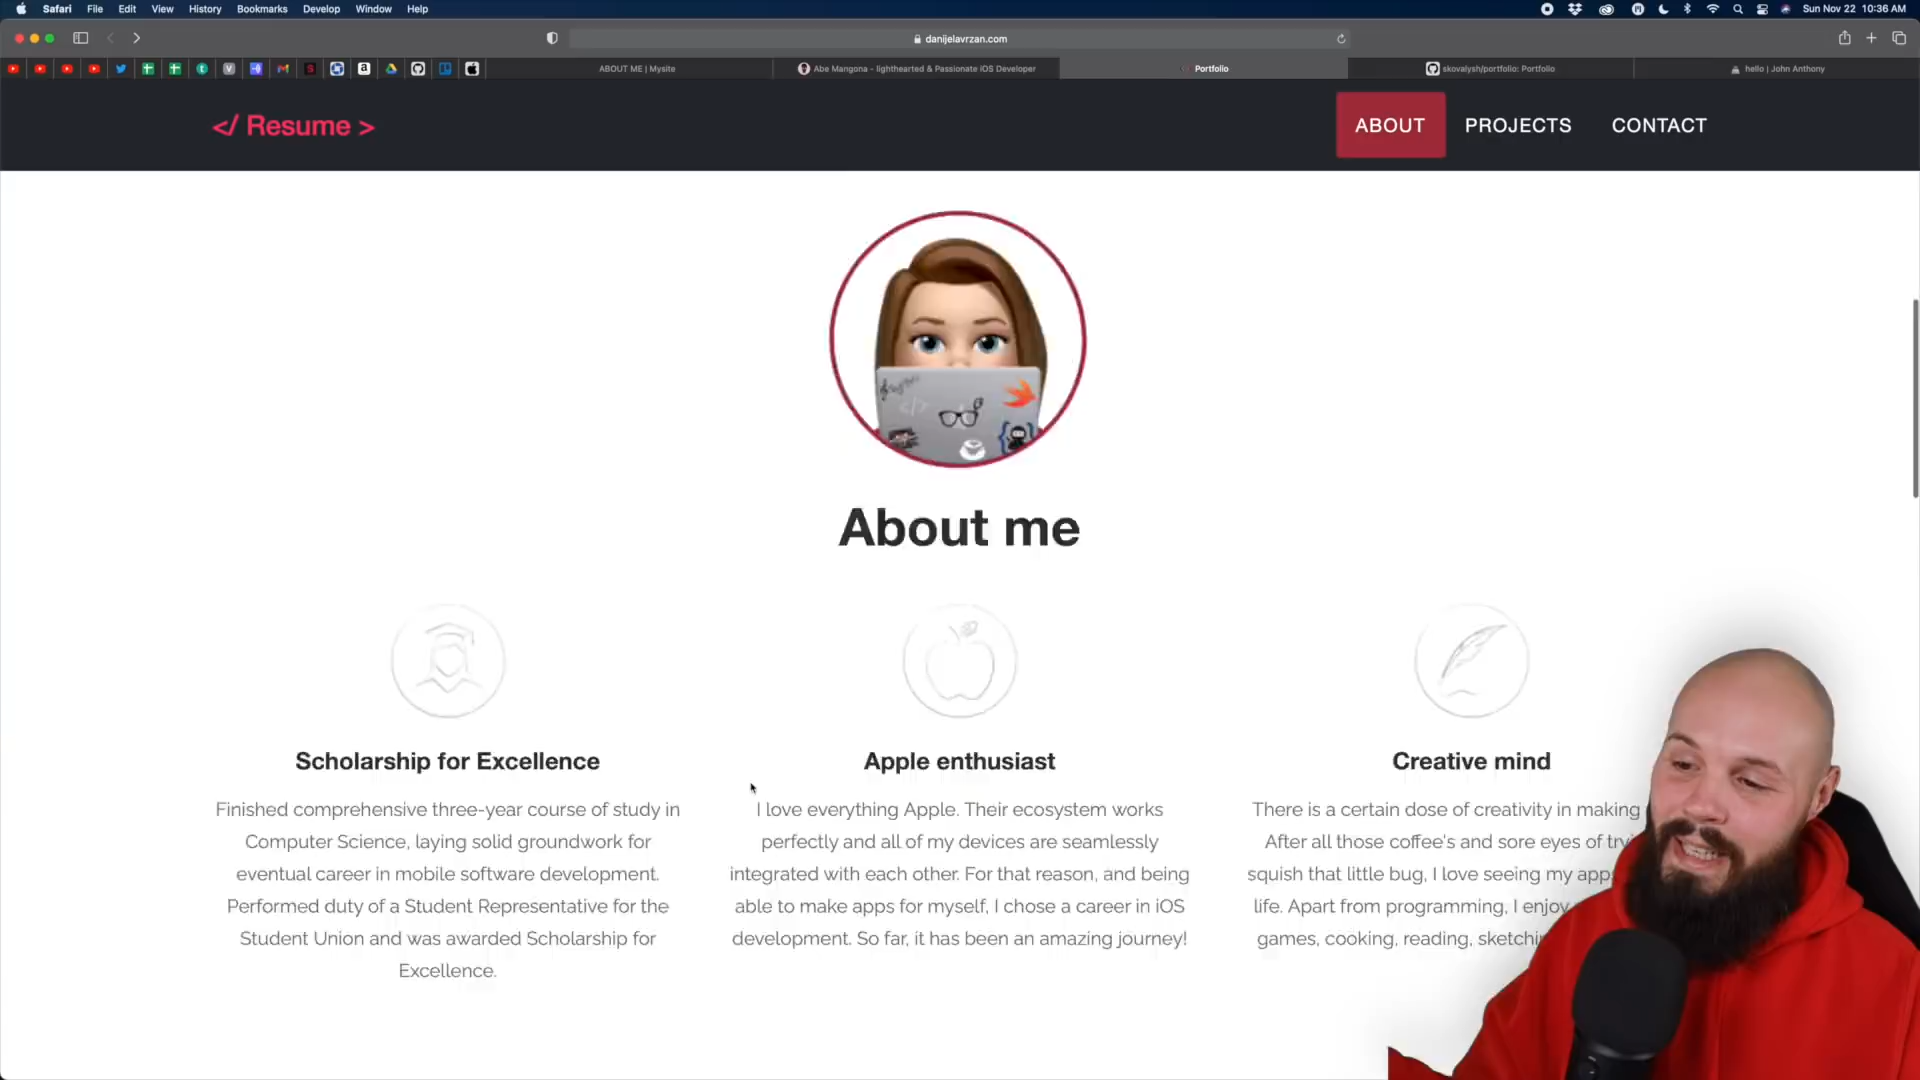 Safari File Edit View History Bookmarks Develop Window Help Sun Nov 22 10:36 AM
danijelavrzan.com
ABOUT ME | Mysite Abe Mangona - lighthearted & Passionate iOS Developer Portfolio skovalysh/portfolio: Portfolio hello | John Anthony
</ Resume > ABOUT PROJECTS CONTACT
About me
Scholarship for Excellence
Finished comprehensive three-year course of study in
Computer Science, laying solid groundwork for
eventual career in mobile software development.
Performed duty of a Student Representative for the
Student Union and was awarded Scholarship for
Excellence.
Apple enthusiast
I love everything Apple. Their ecosystem works
perfectly and all of my devices are seamlessly
integrated with each other. For that reason, and being
able to make apps for myself, I chose a career in iOS
development. So far, it has been an amazing journey!
Creative mind
There is a certain dose of creativity in making
After all those coffee's and sore eyes of
squish that little bug, I love seeing my
life. Apart from programming, I enjoy
games, cooking, reading,